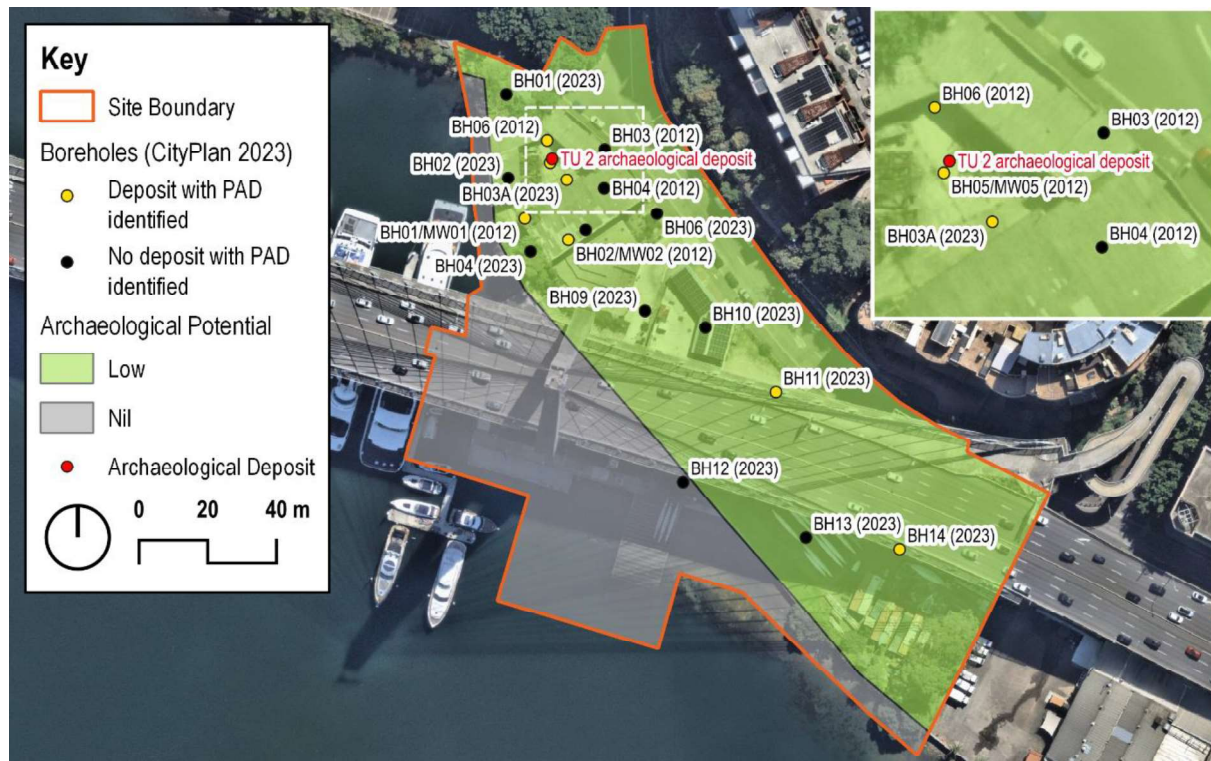 Key
Site Boundary
Boreholes (CityPlan 2023)
Deposit with PAD
identified
No deposit with PAD
identified
Archaeological Potential
Low
Nil
Archaeological Deposit
0 20 40 m
BH01 (2023)
BH06 (2012)
BH03 (2012)
TU 2 archaeological deposit
BH02 (2023)
BH04 (2012)
BH03A (2023)
BH01/MW01 (2012)
BH06 (2023)
BH02/MW02 (2012)
BH04 (2023)
BH09 (2023)
BH10 (2023)
BH11 (2023)
BH12 (2023)
BH13 (2023)
BH14 (2023)
BH06 (2012)
BH03 (2012)
TU 2 archaeological deposit
BH05/MW05 (2012)
BH03A (2023)
BH04 (2012)